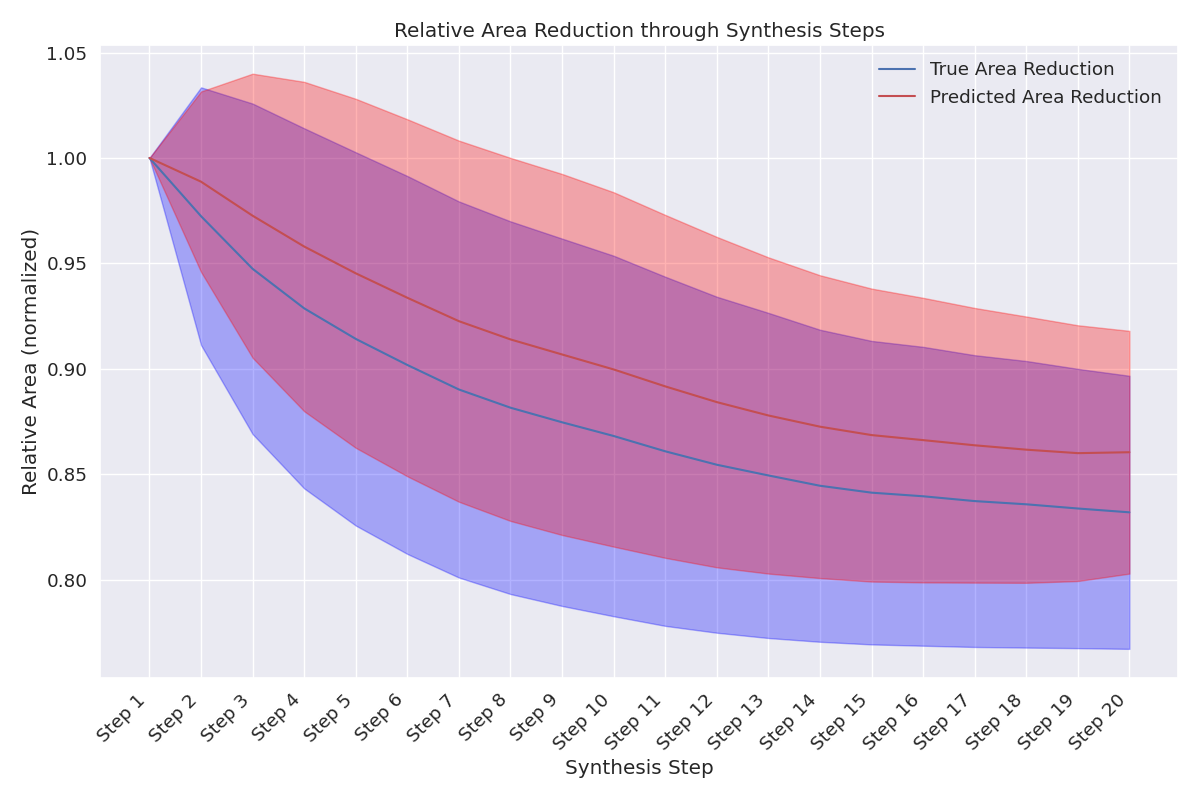 Relative Area Reduction through Synthesis Steps
True Area Reduction
Predicted Area Reduction
Relative Area (normalized)
1.05
1.00
0.95
0.90
0.85
0.80
Step 1
Step 2
Step 3
Step 4
Step 5
Step 6
Step 7
Step 8
Step 9
Step 10
Step 11
Step 12
Step 13
Step 14
Step 15
Step 16
Step 17
Step 18
Step 19
Step 20
Synthesis Step